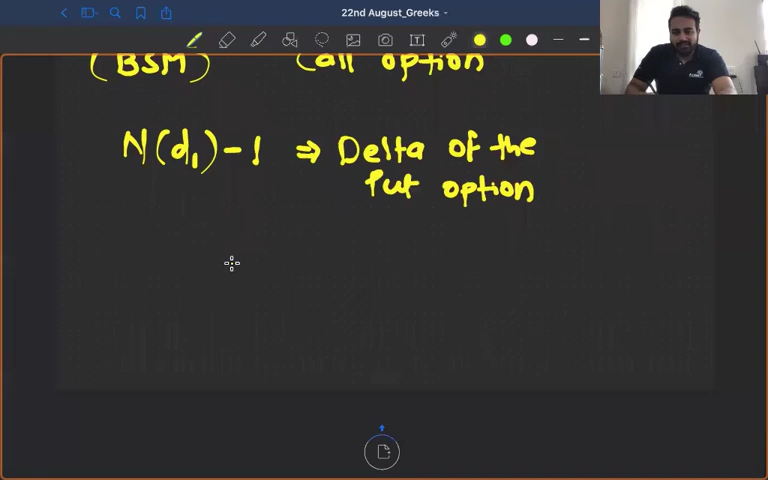 22nd August_Greeks
(BSM) Call option
N(d₁)-1 ⇒ Delta of the
Put option